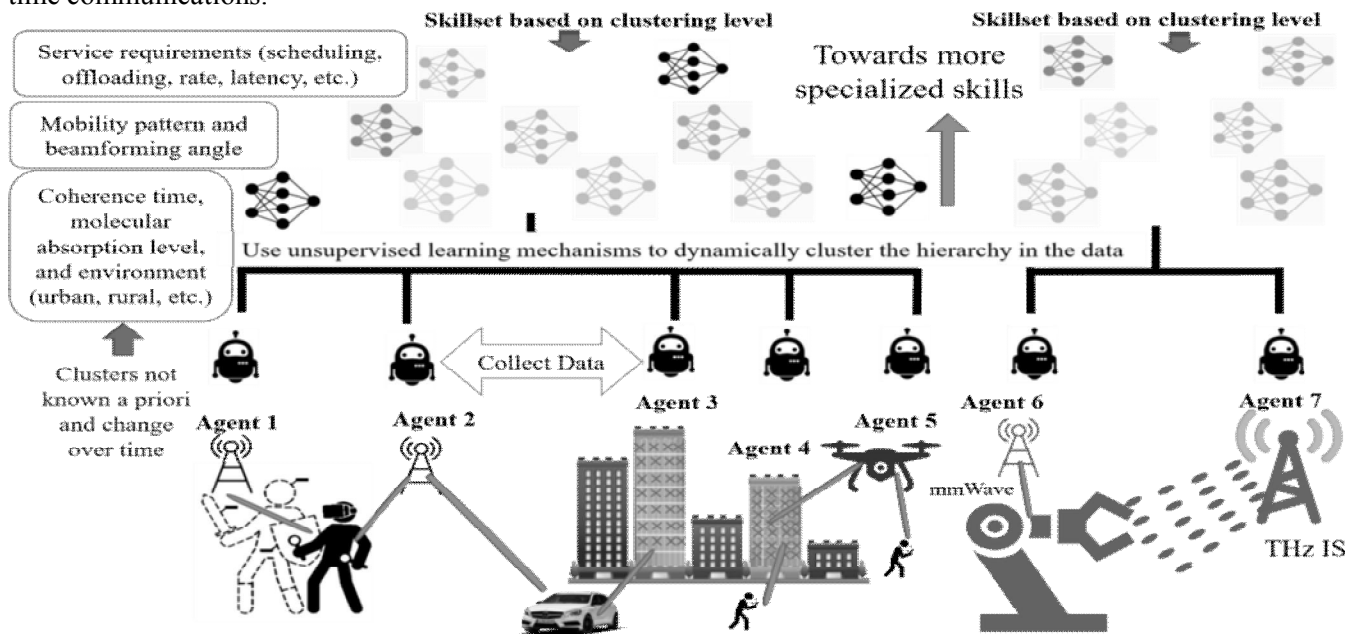 time communications.
Skillset based on clustering level
Skillset based on clustering level
Service requirements (scheduling,
offloading, rate, latency, etc.)
Towards more
specialized skills
Mobility pattern and
beamforming angle
Coherence time,
molecular
absorption level,
and environment
(urban, rural, etc.)
Use unsupervised learning mechanisms to dynamically cluster the hierarchy in the data
Clusters not
known a priori
and change
over time
Collect Data
Agent 1
Agent 2
Agent 3
Agent 4
Agent 5
Agent 6
Agent 7
mmWave
THz IS